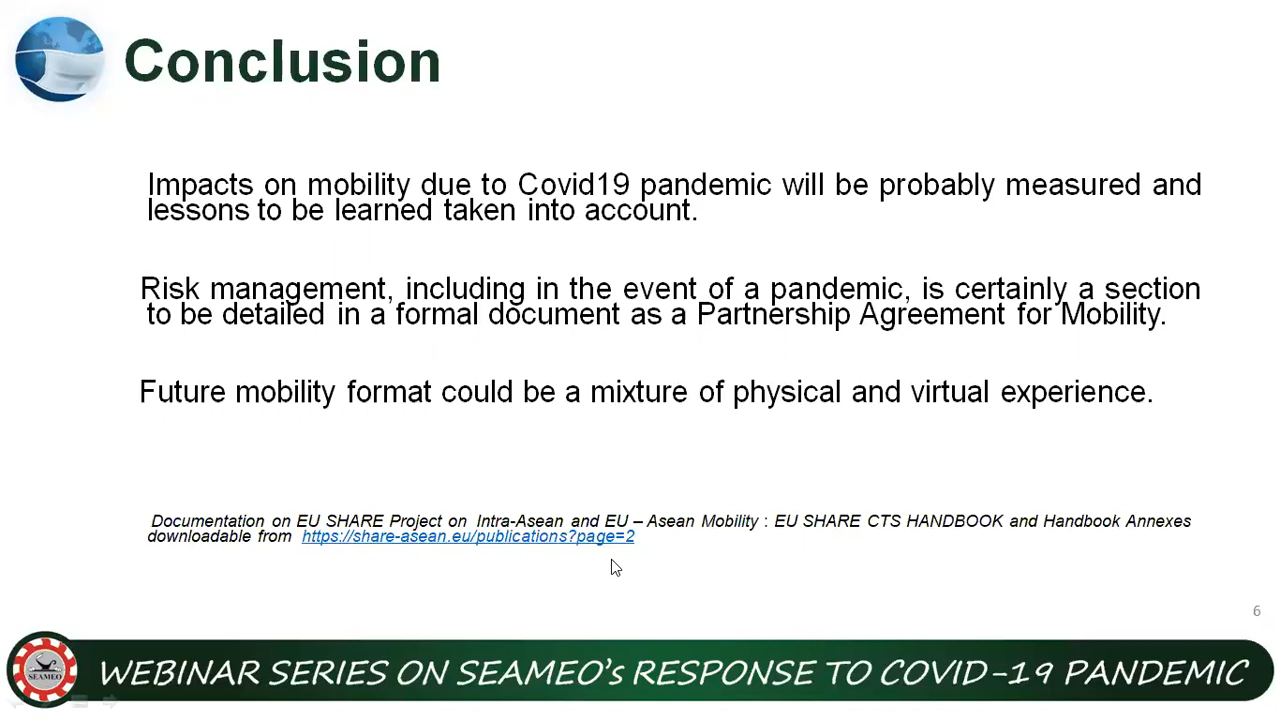 Conclusion
Impacts on mobility due to Covid19 pandemic will be probably measured and
lessons to be learned taken into account.
Risk management, including in the event of a pandemic, is certainly a section
to be detailed in a formal document as a Partnership Agreement for Mobility.
Future mobility format could be a mixture of physical and virtual experience.
Documentation on EU SHARE Project on Intra-Asean and EU – Asean Mobility : EU SHARE CTS HANDBOOK and Handbook Annexes
downloadable from https://share-asean.eu/publications?page=2
6
SEAMEO
WEBINAR SERIES ON SEAMEO's RESPONSE TO COVID-19 PANDEMIC